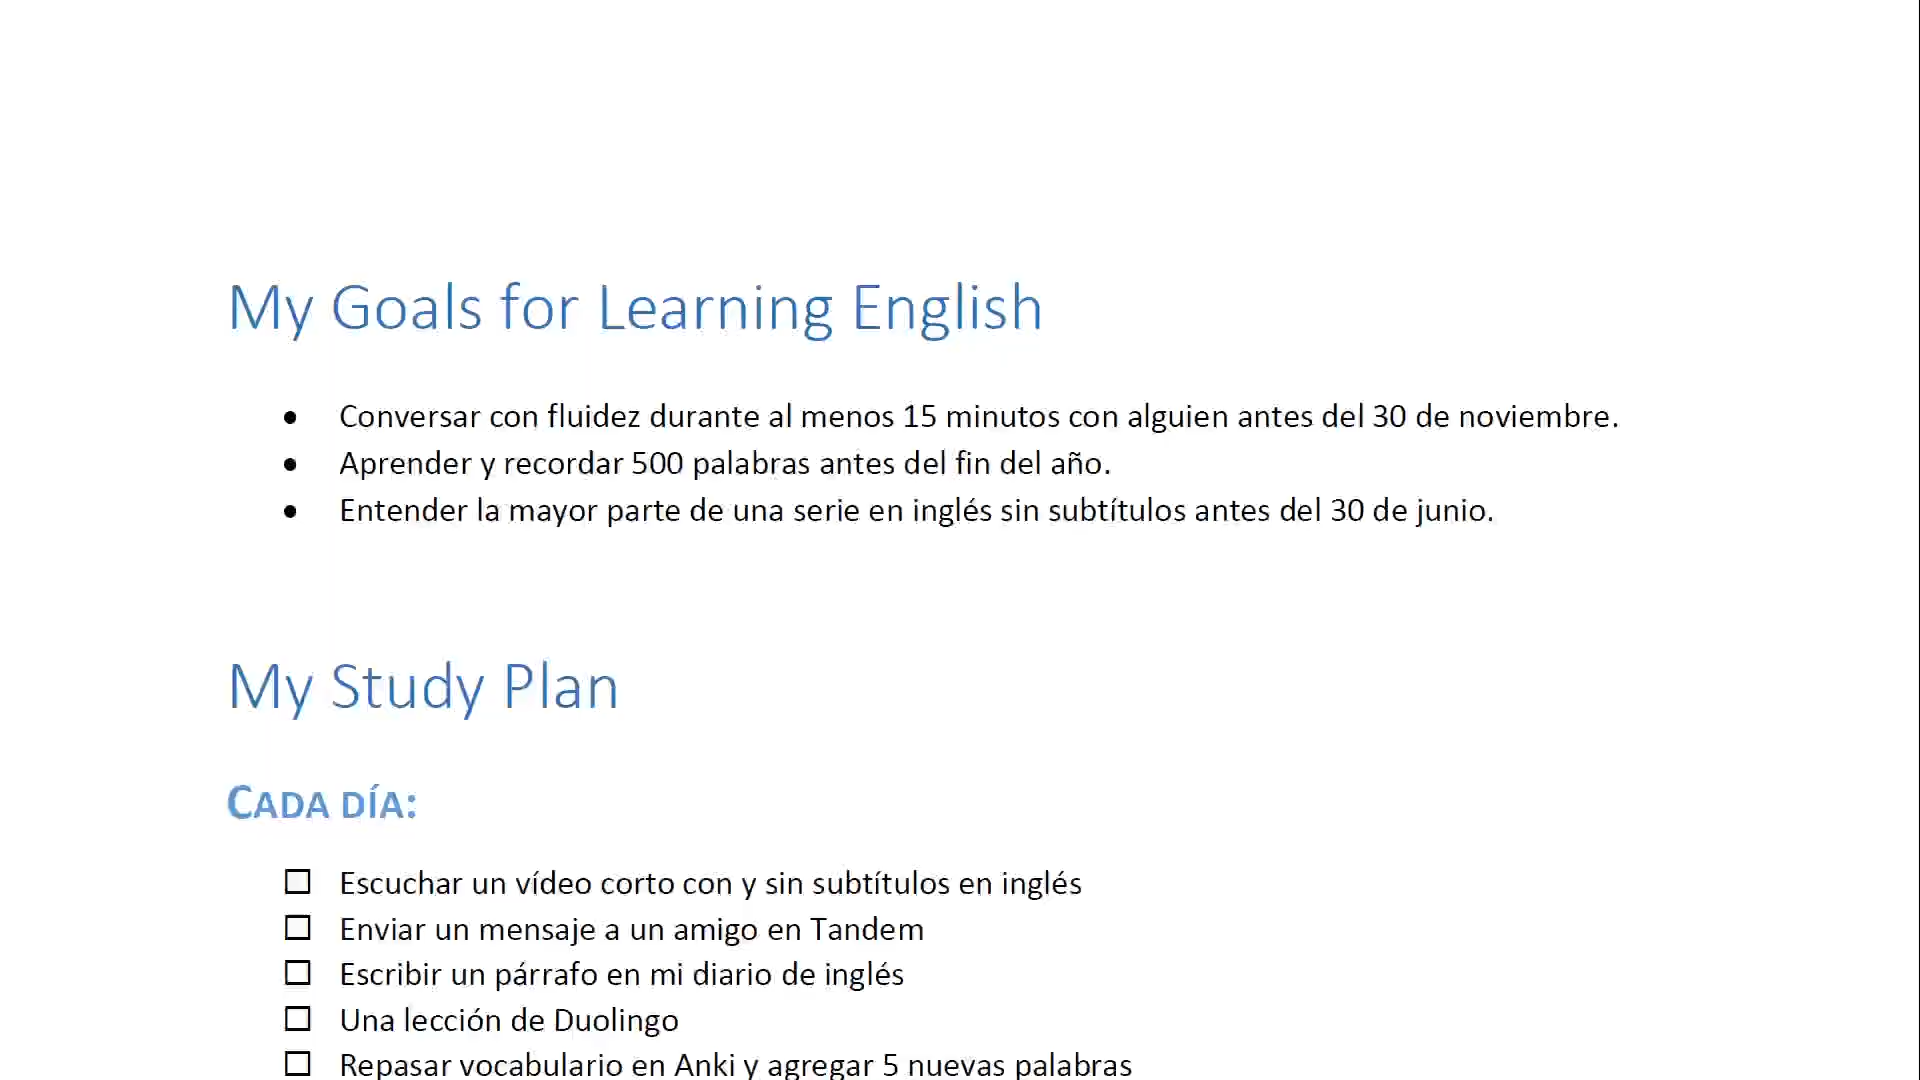 My Goals for Learning English
• Conversar con fluidez durante al menos 15 minutos con alguien antes del 30 de noviembre.
• Aprender y recordar 500 palabras antes del fin del año.
• Entender la mayor parte de una serie en inglés sin subtítulos antes del 30 de junio.
My Study Plan
CADA DÍA:
☐ Escuchar un vídeo corto con y sin subtítulos en inglés
☐ Enviar un mensaje a un amigo en Tandem
☐ Escribir un párrafo en mi diario de inglés
☐ Una lección de Duolingo
☐ Repasar vocabulario en Anki y agregar 5 nuevas palabras